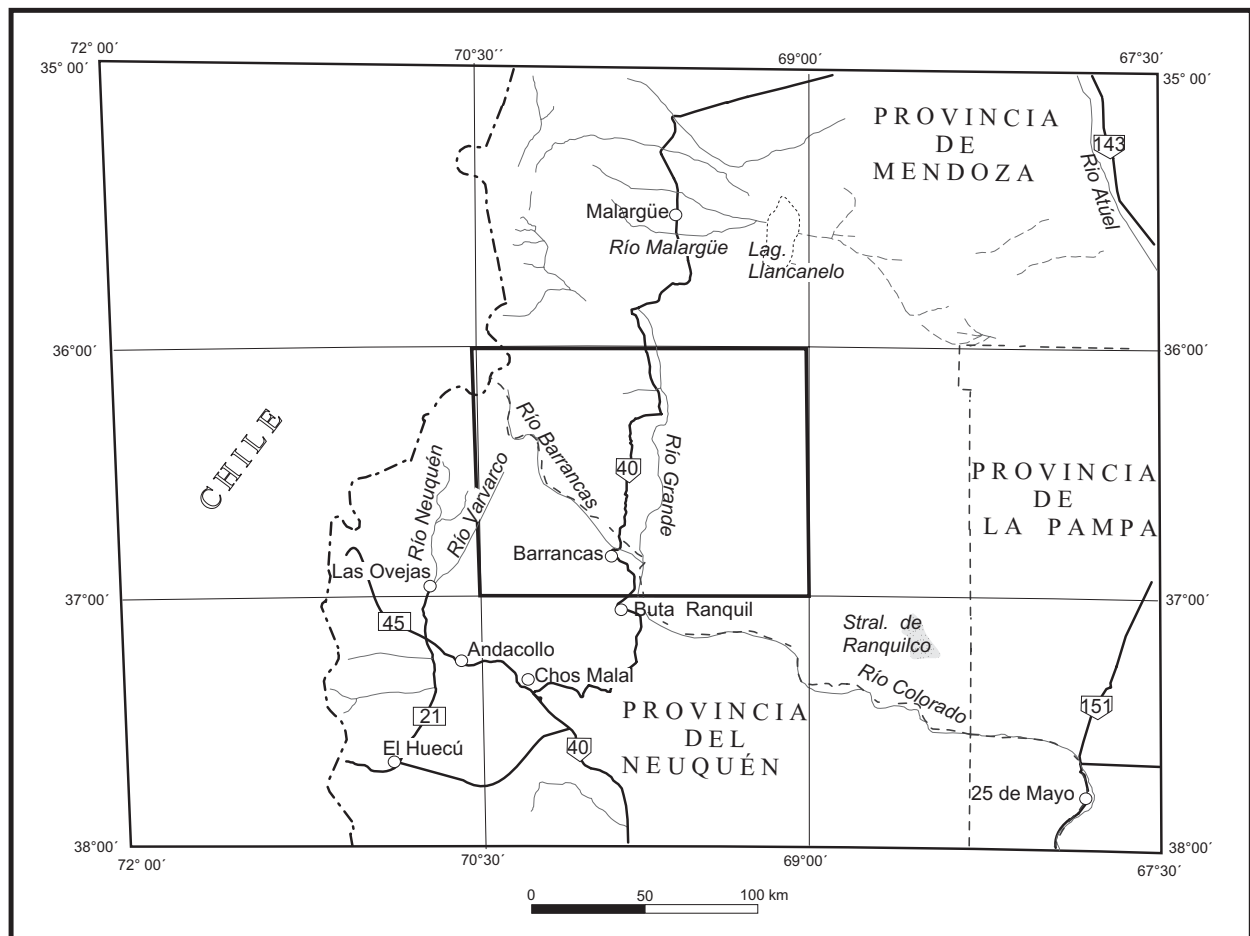 72° 00´
70°30´´
69°00´
67°30´
35° 00´
35° 00´
PROVINCIA
DE
MENDOZA
143
Rio Atúel
Malargüe
Río Malargüe
Lag.
Llancanelo
36°00´
36°00´
CHILE
Río Barrancas
40
Río Grande
Río Neuquén
Río Varvarco
PROVINCIA
DE
LA PAMPA
Barrancas
Las Ovejas
37°00´
37°00´
Buta Ranquil
45
Stral. de
Ranquilco
Andacollo
Chos Malal
Río Colorado
21
PROVINCIA
DEL
NEUQUÉN
151
El Huecú
40
25 de Mayo
38°00´
38°00´
72° 00´
70°30´
69°00´
67°30´
0 50 100 km